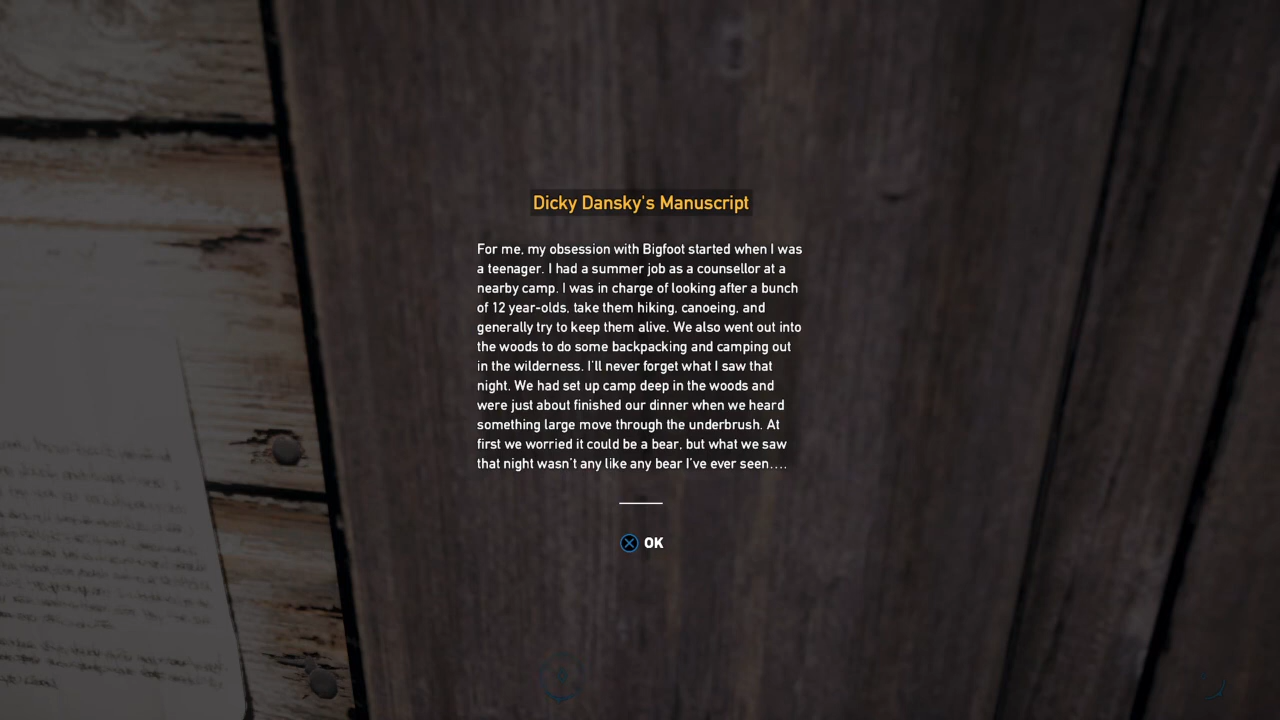 Dicky Dansky's Manuscript
For me, my obsession with Bigfoot started when I was
a teenager. I had a summer job as a counsellor at a
nearby camp. I was in charge of looking after a bunch
of 12 year-olds, take them hiking, canoeing, and
generally try to keep them alive. We also went out into
the woods to do some backpacking and camping out
in the wilderness. I'll never forget what I saw that
night. We had set up camp deep in the woods and
were just about finished our dinner when we heard
something large move through the underbrush. At
first we worried it could be a bear, but what we saw
that night wasn't any like any bear I've ever seen....
OK